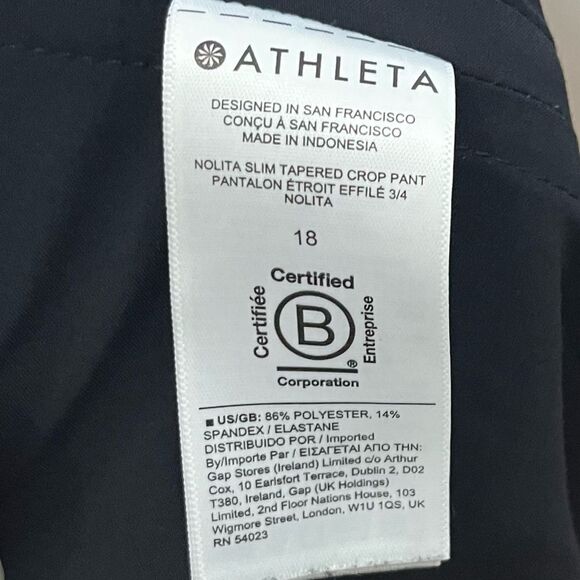 ATHLETA
DESIGNED IN SAN FRANCISCO
CONÇU À SAN FRANCISCO
MADE IN INDONESIA
NOLITA SLIM TAPERED CROP PANT
PANTALON ÉTROIT EFFILÉ 3/4
NOLITA
18
Certified
Certifiée
B
Entreprise
®
Corporation
■ US/GB: 86% POLYESTER, 14%
SPANDEX / ELASTANE
DISTRIBUIDO POR / Imported
By/Importe Par / ΕΙΣΑΓΕΤΑΙ ΑΠΟ ΤΗΝ:
Gap Stores (Ireland) Limited c/o Arthur
Cox, 10 Earlsfort Terrace, Dublin 2, D02
T380, Ireland, Gap (UK Holdings)
Limited, 2nd Floor Nations House, 103
Wigmore Street, London, W1U 1QS, UK
RN 54023